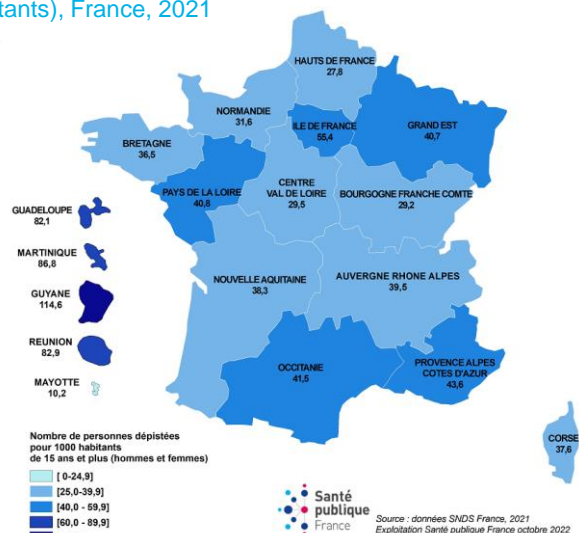 tants), France, 2021
HAUTS DE FRANCE
27,8
NORMANDIE
31,6
ILE DE FRANCE
55,4
GRAND EST
40,7
BRETAGNE
36,5
PAYS DE LA LOIRE
40,8
CENTRE
VAL DE LOIRE
29,5
BOURGOGNE FRANCHE COMTE
29,2
GUADELOUPE
82,1
MARTINIQUE
86,8
GUYANE
114,6
REUNION
82,9
MAYOTTE
10,2
NOUVELLE AQUITAINE
38,3
AUVERGNE RHONE ALPES
39,5
OCCITANIE
41,5
PROVENCE ALPES
COTES D'AZUR
43,6
CORSE
37,6
Nombre de personnes dépistées
pour 1000 habitants
de 15 ans et plus (hommes et femmes)
[ 0-24,9]
[25,0-39,9]
[40,0 - 59,9]
[60,0 - 89,9]
Santé
publique
France
Source : données SNDS France, 2021
Exploitation Santé publique France octobre 2022